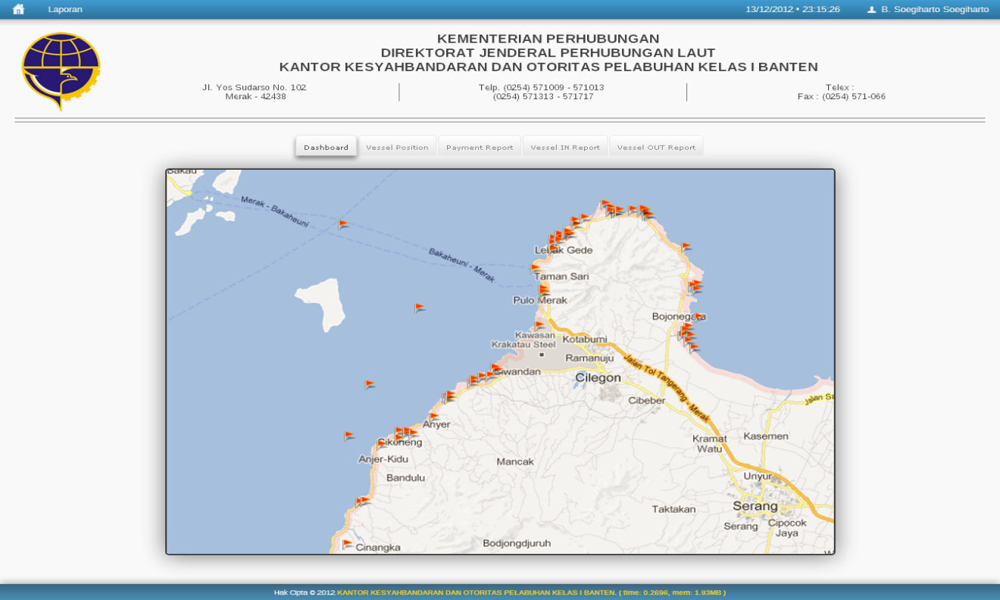 Laporan
13/12/2012 • 23:15:26
B. Soegiharto Soegiharto
KEMENTERIAN PERHUBUNGAN
DIREKTORAT JENDERAL PERHUBUNGAN LAUT
KANTOR KESYAHBANDARAN DAN OTORITAS PELABUHAN KELAS I BANTEN
Jl. Yos Sudarso No. 102
Merak - 42438
Telp. (0254) 571009 - 571013
(0254) 571313 - 571717
Telex :
Fax : (0254) 571-066
Dashboard
Vessel Position
Payment Report
Vessel IN Report
Vessel OUT Report
Bakau
Merak - Bakaheuni
Bakaheuni - Merak
Lebak Gede
Taman Sari
Pulo Merak
Bojonegara
Kawasan
Krakatau Steel
Kotabumi
Ramanuju
Ciwandan
Cilegon
Jalan Tol Tangerang - Merak
Cibeber
Jalan Sa
Anyer
Sikoneng
Kramat
Watu
Kasemen
Anjer-Kidu
Mancak
Bandulu
Unyur
Serang
Taktakan
Serang
Cipocok
Jaya
Cinangka
Bodjongdjuruh
Hak Cipta © 2012 KANTOR KESYAHBANDARAN DAN OTORITAS PELABUHAN KELAS I BANTEN. ( time: 0.2696, mem: 1.93MB )